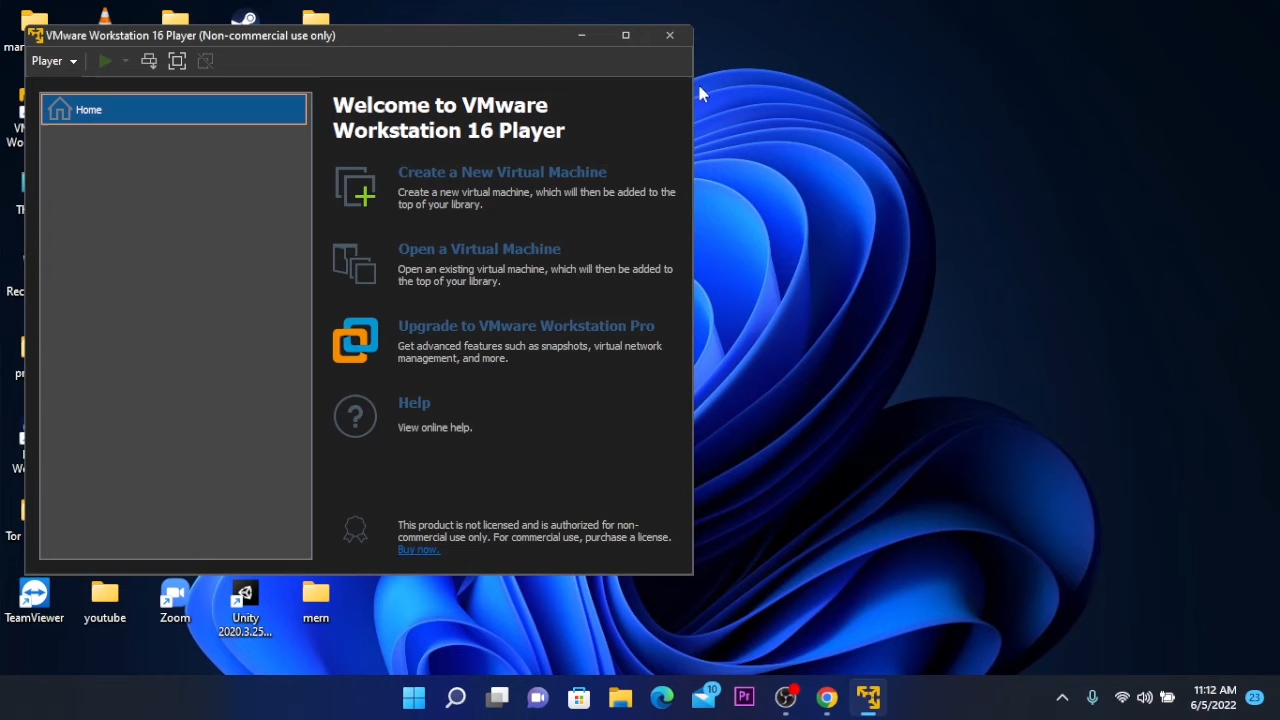 VMware Workstation 16 Player (Non-commercial use only)
Player
Home
Welcome to VMware
Workstation 16 Player
Create a New Virtual Machine
Create a new virtual machine, which will then be added to the
top of your library.
Open a Virtual Machine
Open an existing virtual machine, which will then be added to
the top of your library.
Upgrade to VMware Workstation Pro
Get advanced features such as snapshots, virtual network
management, and more.
Help
View online help.
This product is not licensed and is authorized for non-
commercial use only. For commercial use, purchase a license.
Buy now.
Tor
TeamViewer
youtube
Zoom
Unity
2020.3.25...
mern
10
Pr
11:12 AM
6/5/2022
23